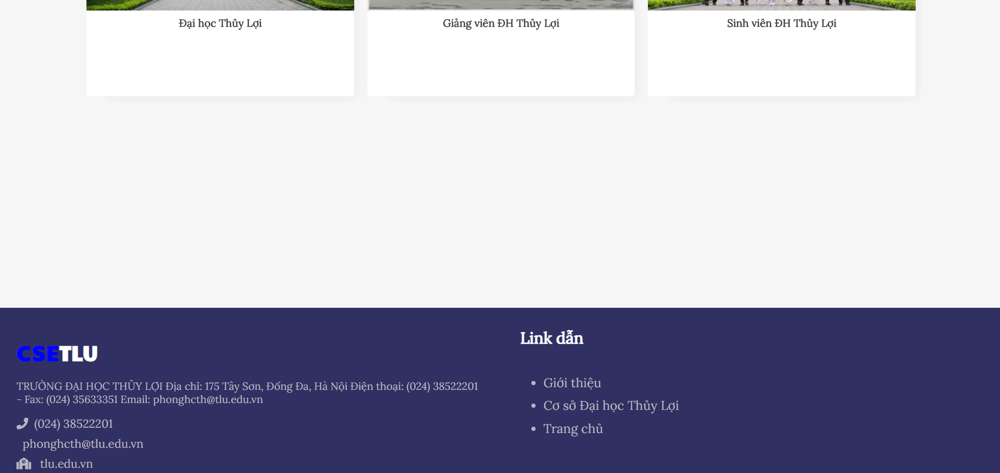 Đại học Thủy Lợi
Giảng viên ĐH Thủy Lợi
Sinh viên ĐH Thủy Lợi
CSETLU
TRƯỜNG ĐẠI HỌC THỦY LỢI Địa chỉ: 175 Tây Sơn, Đống Đa, Hà Nội Điện thoại: (024) 38522201
- Fax: (024) 35633351 Email: phonghcth@tlu.edu.vn
(024) 38522201
phonghcth@tlu.edu.vn
tlu.edu.vn
Link dẫn
Giới thiệu
Cơ sở Đại học Thủy Lợi
Trang chủ